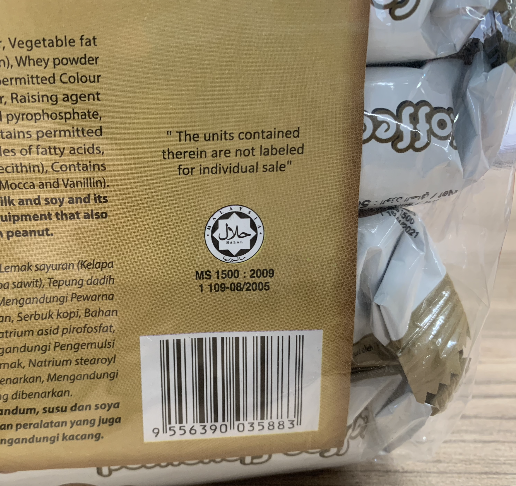 , Vegetable fat
), Whey powder
ermitted Colour
, Raising agent
pyrophosphate,
tains permitted
les of fatty acids,
ecithin), Contains
Mocca and Vanillin).
ilk and soy and its
uipment that also
peanut.
Lemak sayuran (Kelapa
sawit), Tepung dadih
Mengandungi Pewarna
an, Serbuk kopi, Bahan
atrium asid pirofosfat,
gandungi Pengemulsi
mak, Natrium stearoyl
enarkan, Mengandungi
g dibenarkan.
andum, susu dan soya
an peralatan yang juga
ngandungi kacang.
" The units contained
therein are not labeled
for individual sale"
MALAYSIA
حلال
Halal
MS 1500 : 2009
1 109-08/2005
9 556390 035883